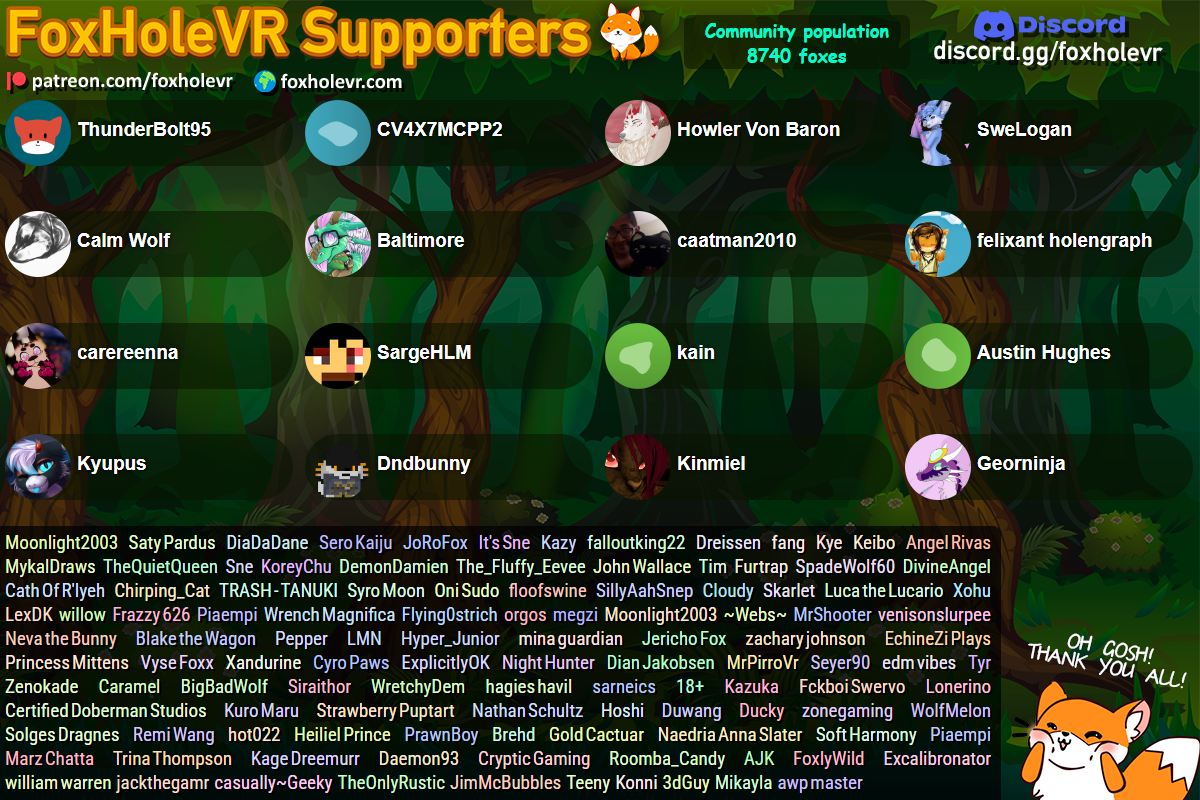 FoxHoleVR Supporters
Community population
8740 foxes
Discord
discord.gg/foxholevr
patreon.com/foxholevr foxholevr.com
ThunderBolt95 CV4X7MCPP2 Howler Von Baron SweLogan
Calm Wolf Baltimore caatman2010 felixant holengraph
carereenna SargeHLM kain Austin Hughes
Kyupus Dndbunny Kinmiel Georninja
Moonlight2003 Saty Pardus DiaDaDane Sero Kaiju JoRoFox It's Sne Kazy falloutking22 Dreissen fang Kye Keibo Angel Rivas
MykalDraws TheQuietQueen Sne KoreyChu DemonDamien The_Fluffy_Eevee John Wallace Tim Furtrap SpadeWolf60 DivineAngel
Cath Of R'lyeh Chirping_Cat TRASH-TANUKI Syro Moon Oni Sudo floofswine SillyAahSnep Cloudy Skarlet Luca the Lucario Xohu
LexDK willow Frazzy 626 Piaempi Wrench Magnifica Flying0strich orgos megzi Moonlight2003 ~Webs~ MrShooter venisonslurpee
Neva the Bunny Blake the Wagon Pepper LMN Hyper_Junior mina guardian Jericho Fox zachary johnson EchineZi Plays
Princess Mittens Vyse Foxx Xandurine Cyro Paws ExplicitlyOK Night Hunter Dian Jakobsen MrPirroVr Seyer90 edm vibes Tyr
Zenokade Caramel BigBadWolf Siraithor WretchyDem hagies havil sarneics 18+ Kazuka Fckboi Swervo Lonerino
Certified Doberman Studios Kuro Maru Strawberry Puptart Nathan Schultz Hoshi Duwang Ducky zonegaming WolfMelon
Solges Dragnes Remi Wang hot022 Heiliel Prince PrawnBoy Brehd Gold Cactuar Naedria Anna Slater Soft Harmony Piaempi
Marz Chatta Trina Thompson Kage Dreemurr Daemon93 Cryptic Gaming Roomba_Candy AJK FoxlyWild Excalibronator
william warren jackthegamr casually~Geeky TheOnlyRustic JimMcBubbles Teeny Konni 3dGuy Mikayla awp master
OH GOSH!
THANK YOU ALL!